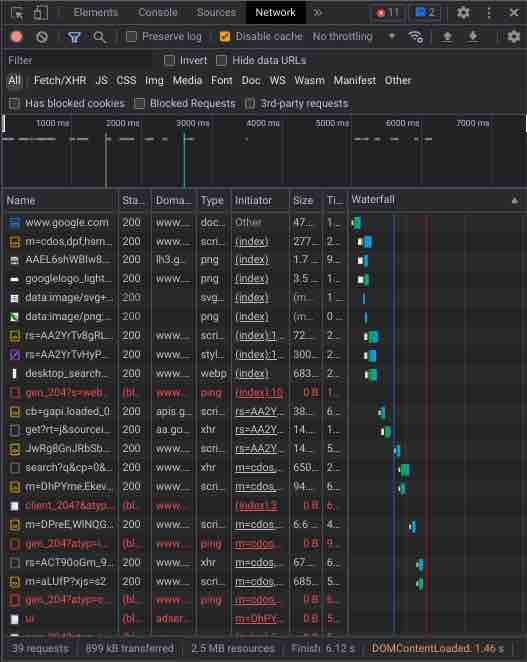 Elements Console Sources Network » 11 2
Preserve log Disable cache No throttling
Filter Invert Hide data URLs
All Fetch/XHR JS CSS Img Media Font Doc WS Wasm Manifest Other
Has blocked cookies Blocked Requests 3rd-party requests
1000 ms 2000 ms 3000 ms 4000 ms 5000 ms 6000 ms 7000 ms
Name Sta... Doma... Type Initiator Size Ti... Waterfall
www.google.com 200 www.... doc... Other 47.... 2...
m=cdos,dpf,hsm... 200 www.... scri... (index) 277... 2...
200 lh3.g... png (index) 1.7 ... 9...
googlelogo_light... 200 www.... png (index) 3.5 ... 1...
data:image/svg+... 200 svg... (index) (m... 1...
data:image/png;... 200 png (index) (m... 0 ...
rs=AA2YrTv8gRL... 200 www.... scri... (index):1... 72.... 2...
rs=AA2YrTvHyP... 200 www.... styl... (index):1... 300... 2...
desktop_search... 200 www.... webp (index) 683... 2...
gen_204?s=web... (bl... www.... ping (index):10 0 B 1...
cb=gapi.loaded_0 200 apis.g... scri... rs=AA2Y... 38.... 6...
get?rt=j&sourcei... 200 aa.go... xhr rs=AA2Y... 14.... 1...
JwRg8GnJRbSb... 200 www.... scri... rs=AA2Y... 14.... 5...
search?q&cp=0&... 200 www.... xhr m=cdos,... 650... 2...
m=DhPYme,Ekev... 200 www.... scri... m=cdos,... 94.... 6...
client_204?&atyp... (bl... www.... (index):3 0 B 6...
m=DPreE,WlNQG... 200 www.... scri... m=cdos,... 6.6 ... 4...
gen_204?atyp=i... (bl... www.... ping m=cdos,... 0 B 9...
rs=ACT90oGm_9... 200 www.... xhr m=cdos,... 67.... 6...
m=aLUfP?xjs=s2 200 www.... scri... m=cdos,... 685... 5...
gen_204?atyp=c... (bl... www.... ping m=cdos,... 0 B 6...
ui (bl... adser... m=DhPY... 0 B 6...
39 requests 899 kB transferred 2.5 MB resources Finish: 6.12 s DOMContentLoaded: 1.46 s